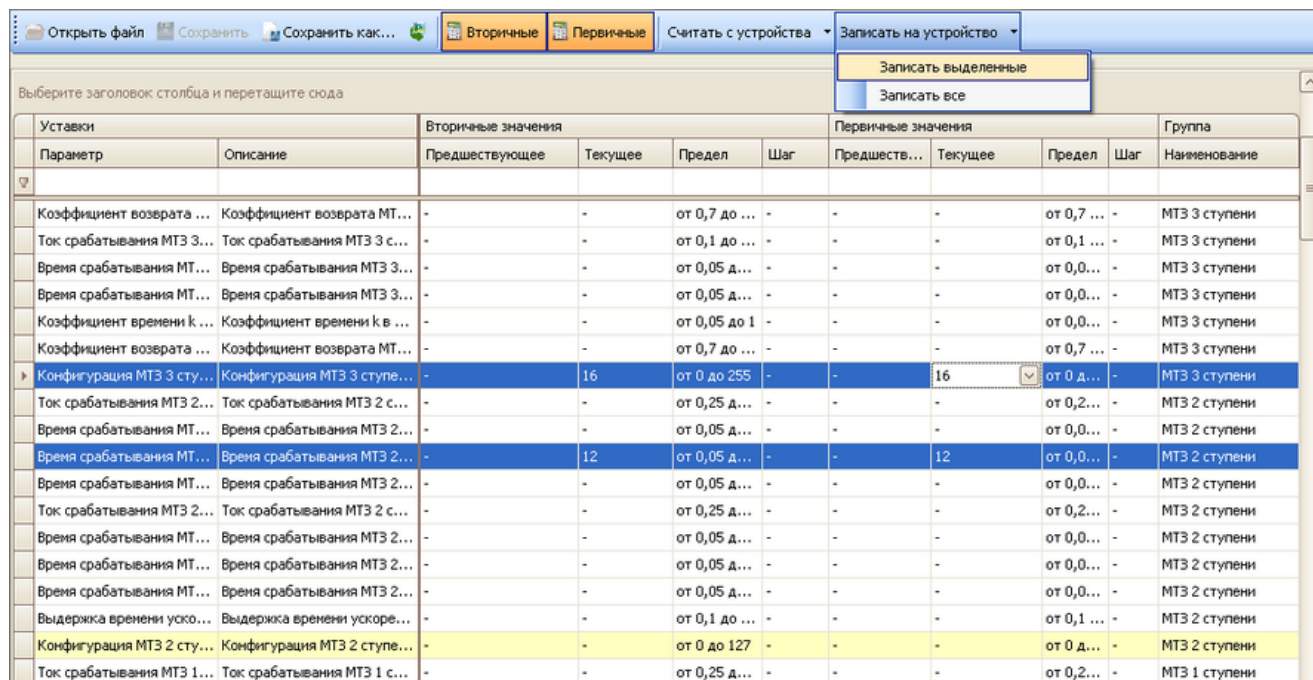 Открыть файл Сохранить Сохранить как... Вторичные Первичные Считать с устройства Записать на устройство
Записать выделенные
Записать все
Выберите заголовок столбца и перетащите сюда
Уставки Вторичные значения Первичные значения Группа
Параметр Описание Предшествующее Текущее Предел Шаг Предшеств... Текущее Предел Шаг Наименование
Коэффициент возврата ... Коэффициент возврата МТ... - - от 0,7 до ... - - - от 0,7 ... - МТЗ 3 ступени
Ток срабатывания МТЗ 3... Ток срабатывания МТЗ 3 с... - - от 0,1 до ... - - - от 0,1 ... - МТЗ 3 ступени
Время срабатывания МТ... Время срабатывания МТЗ 3... - - от 0,05 д... - - - от 0,0... - МТЗ 3 ступени
Время срабатывания МТ... Время срабатывания МТЗ 3... - - от 0,05 д... - - - от 0,0... - МТЗ 3 ступени
Коэффициент времени k ... Коэффициент времени k в ... - - от 0,05 до 1 - - - от 0,0... - МТЗ 3 ступени
Коэффициент возврата ... Коэффициент возврата МТ... - - от 0,7 до ... - - - от 0,7 ... - МТЗ 3 ступени
Конфигурация МТЗ 3 сту... Конфигурация МТЗ 3 ступе... - 16 от 0 до 255 - - 16 от 0 д... - МТЗ 3 ступени
Ток срабатывания МТЗ 2... Ток срабатывания МТЗ 2 с... - - от 0,25 д... - - - от 0,2... - МТЗ 2 ступени
Время срабатывания МТ... Время срабатывания МТЗ 2... - - от 0,05 д... - - - от 0,0... - МТЗ 2 ступени
Время срабатывания МТ... Время срабатывания МТЗ 2... - 12 от 0,05 д... - - 12 от 0,0... - МТЗ 2 ступени
Время срабатывания МТ... Время срабатывания МТЗ 2... - - от 0,05 д... - - - от 0,0... - МТЗ 2 ступени
Ток срабатывания МТЗ 2... Ток срабатывания МТЗ 2 с... - - от 0,25 д... - - - от 0,2... - МТЗ 2 ступени
Время срабатывания МТ... Время срабатывания МТЗ 2... - - от 0,05 д... - - - от 0,0... - МТЗ 2 ступени
Время срабатывания МТ... Время срабатывания МТЗ 2... - - от 0,05 д... - - - от 0,0... - МТЗ 2 ступени
Время срабатывания МТ... Время срабатывания МТЗ 2... - - от 0,05 д... - - - от 0,0... - МТЗ 2 ступени
Выдержка времени уско... Выдержка времени ускоре... - - от 0,1 до ... - - - от 0,1 ... - МТЗ 2 ступени
Конфигурация МТЗ 2 сту... Конфигурация МТЗ 2 ступе... - - от 0 до 127 - - - от 0 д... - МТЗ 2 ступени
Ток срабатывания МТЗ 1... Ток срабатывания МТЗ 1 с... - - от 0,25 д... - - - от 0,2... - МТЗ 1 ступени